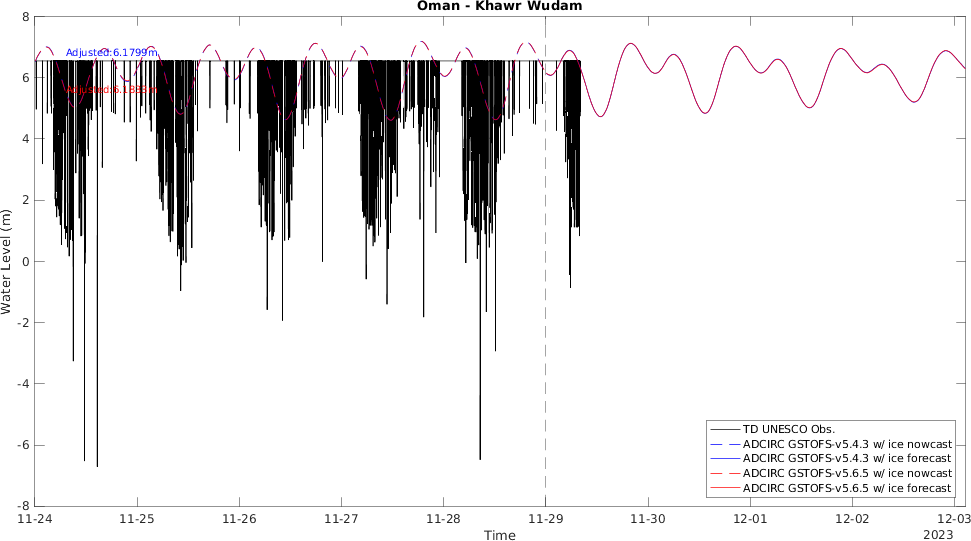 Oman - Khawr Wudam
8
6
4
2
0
-2
-4
-6
-8
Water Level (m)
Adjusted:6.1799m
TD UNESCO Obs.
ADCIRC GSTOFS-v5.4.3 w/ ice nowcast
ADCIRC GSTOFS-v5.4.3 w/ ice forecast
ADCIRC GSTOFS-v5.6.5 w/ ice nowcast
ADCIRC GSTOFS-v5.6.5 w/ ice forecast
11-24
11-25
11-26
11-27
11-28
11-29
11-30
12-01
12-02
12-03
Time
2023